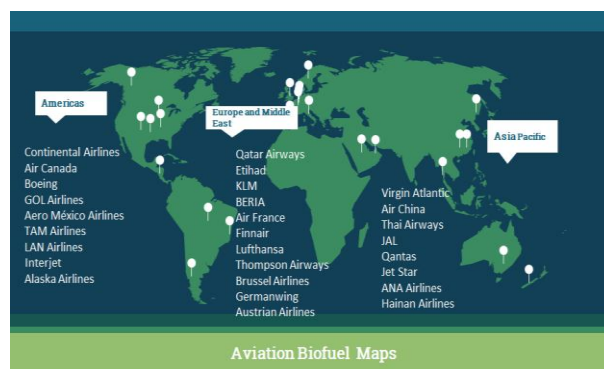 Americas
Continental Airlines
Air Canada
Boeing
GOL Airlines
Aero México Airlines
TAM Airlines
LAN Airlines
Interjet
Alaska Airlines
Europe and Middle
East
Qatar Airways
Etihad
KLM
BERIA
Air France
Finnair
Lufthansa
Thompson Airways
Brussel Airlines
Germanwing
Austrian Airlines
Asia Pacific
Virgin Atlantic
Air China
Thai Airways
JAL
Qantas
Jet Star
ANA Airlines
Hainan Airlines
Aviation Biofuel Maps